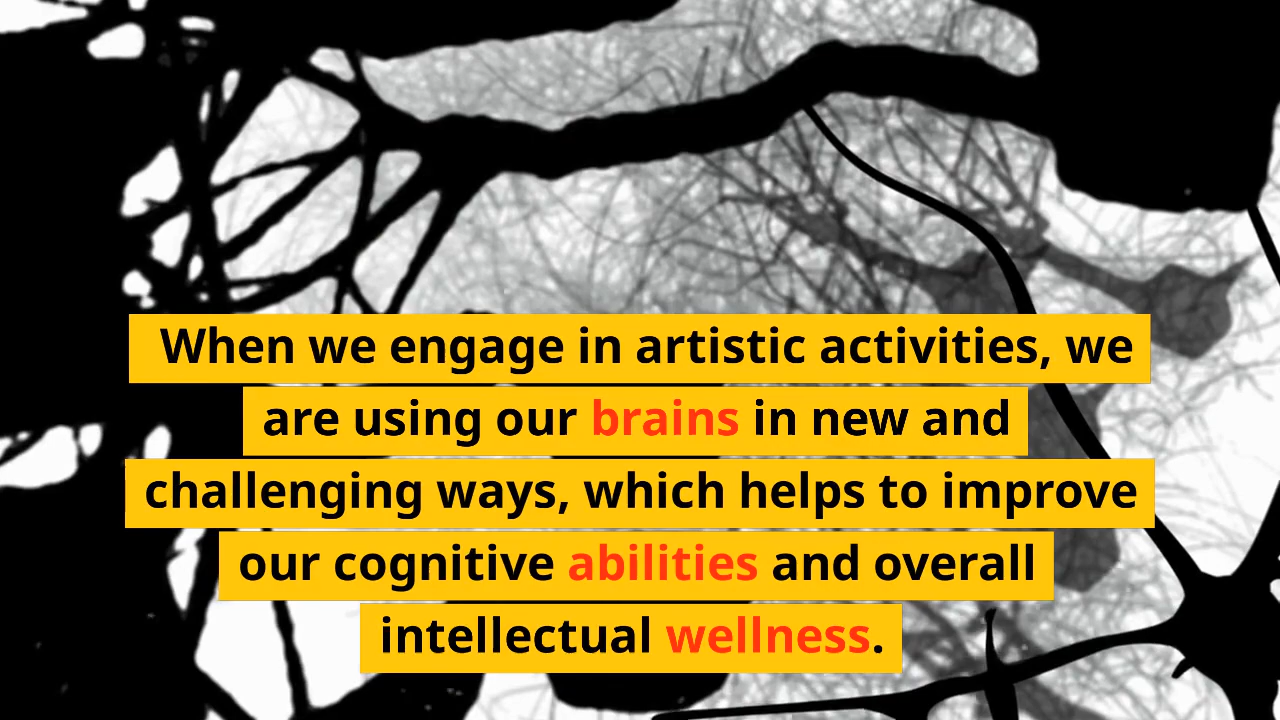 When we engage in artistic activities, we
are using our brains in new and
challenging ways, which helps to improve
our cognitive abilities and overall
intellectual wellness.